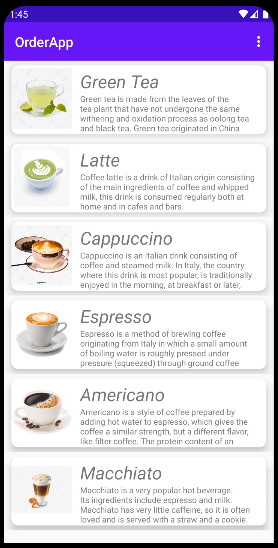 1:45
OrderApp
Green Tea
Green tea is made from the leaves of the
tea plant that have not undergone the same
withering and oxidation process as oolong tea
and black tea. Green tea originated in China
Latte
Coffee latte is a drink of Italian origin consisting
of the main ingredients of coffee and whipped
milk, this drink is consumed regularly both at
home and in cafes and bars.
Cappuccino
Cappuccino is an Italian drink consisting of
coffee and steamed milk. In Italy, the country
where this drink is most popular, is traditionally
enjoyed in the morning, at breakfast or later,
Espresso
Espresso is a method of brewing coffee
originating from Italy in which a small amount
of boiling water is roughly pressed under
pressure (squeezed) through ground coffee
Americano
Americano is a style of coffee prepared by
adding hot water to espresso, which gives the
coffee a similar strength, but a different flavor,
like filter coffee. The protein content of an
Macchiato
Macchiato is a very popular hot beverage.
Its ingredients include espresso and milk.
Macchiato has very little caffeine, so it is often
loved and is served with a straw and a cookie.